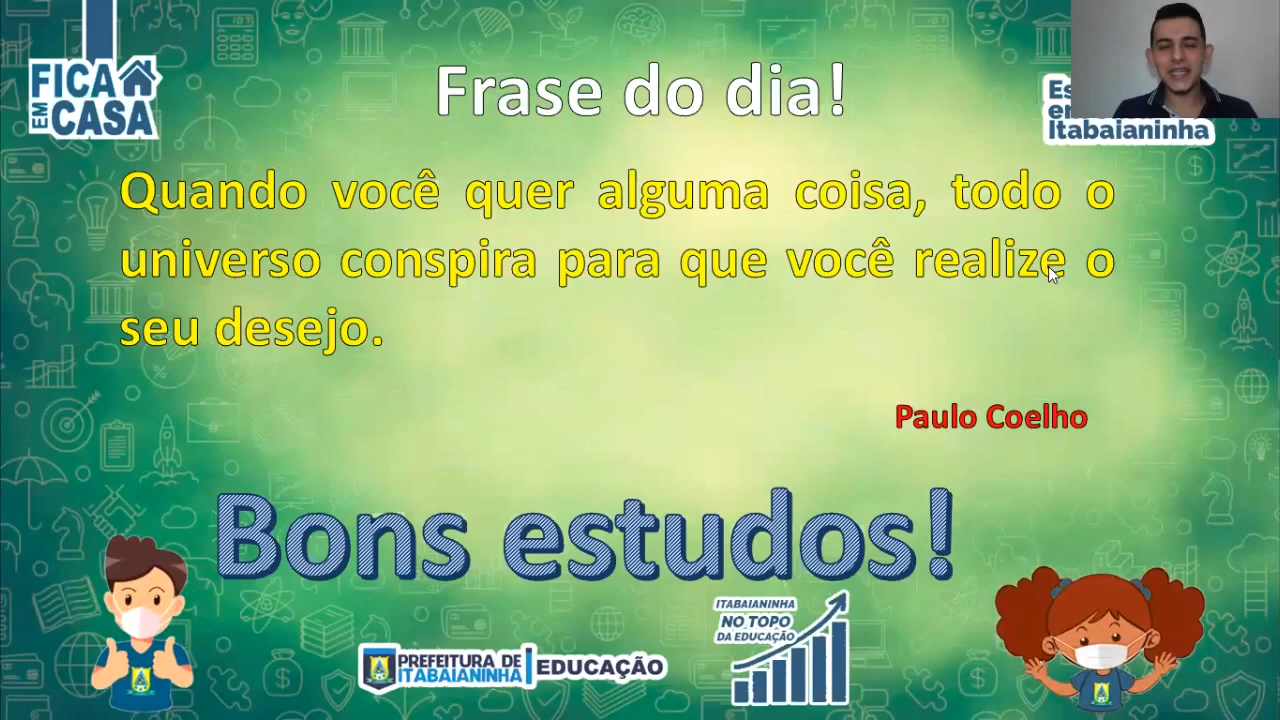 FICA
EM CASA
Frase do dia!
Itabaianinha
Quando você quer alguma coisa, todo o
universo conspira para que você realize o
seu desejo.
Paulo Coelho
Bons estudos!
ITABAIANINHA
NO TOPO
DA EDUCAÇÃO
PREFEITURA DE
ITABAIANINHA
EDUCAÇÃO